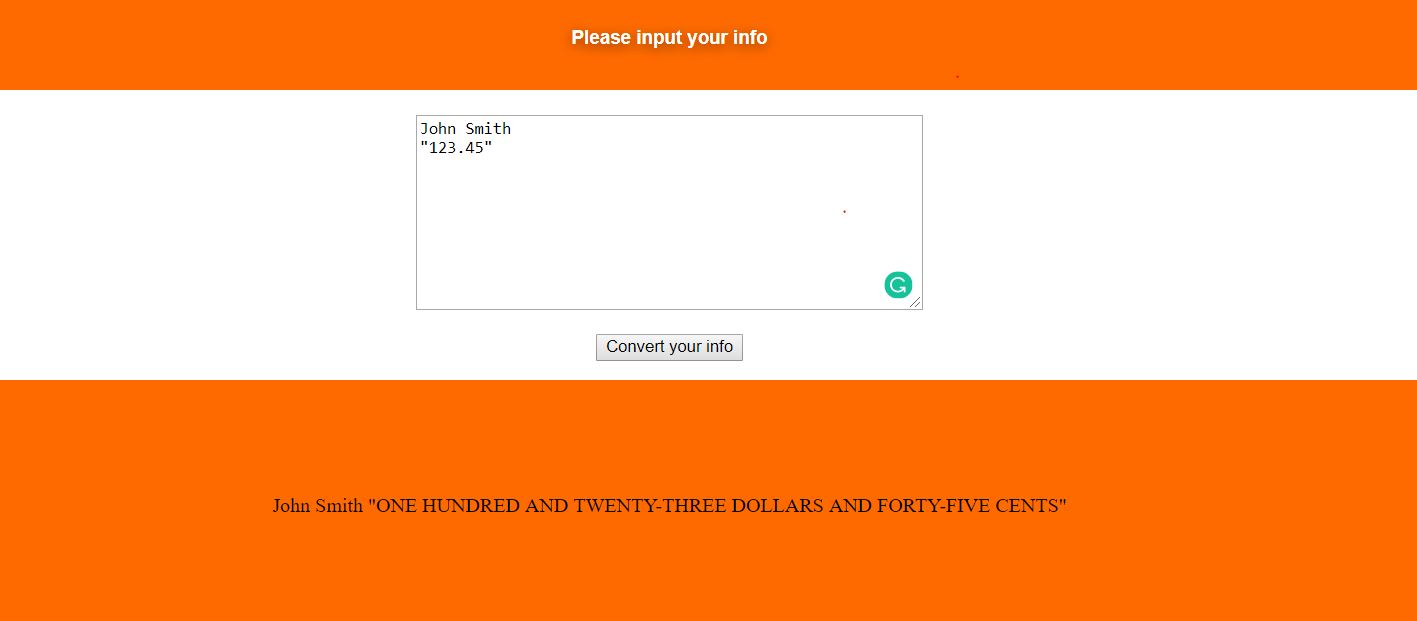 Please input your info
John Smith
"123.45"
Convert your info
John Smith "ONE HUNDRED AND TWENTY-THREE DOLLARS AND FORTY-FIVE CENTS"